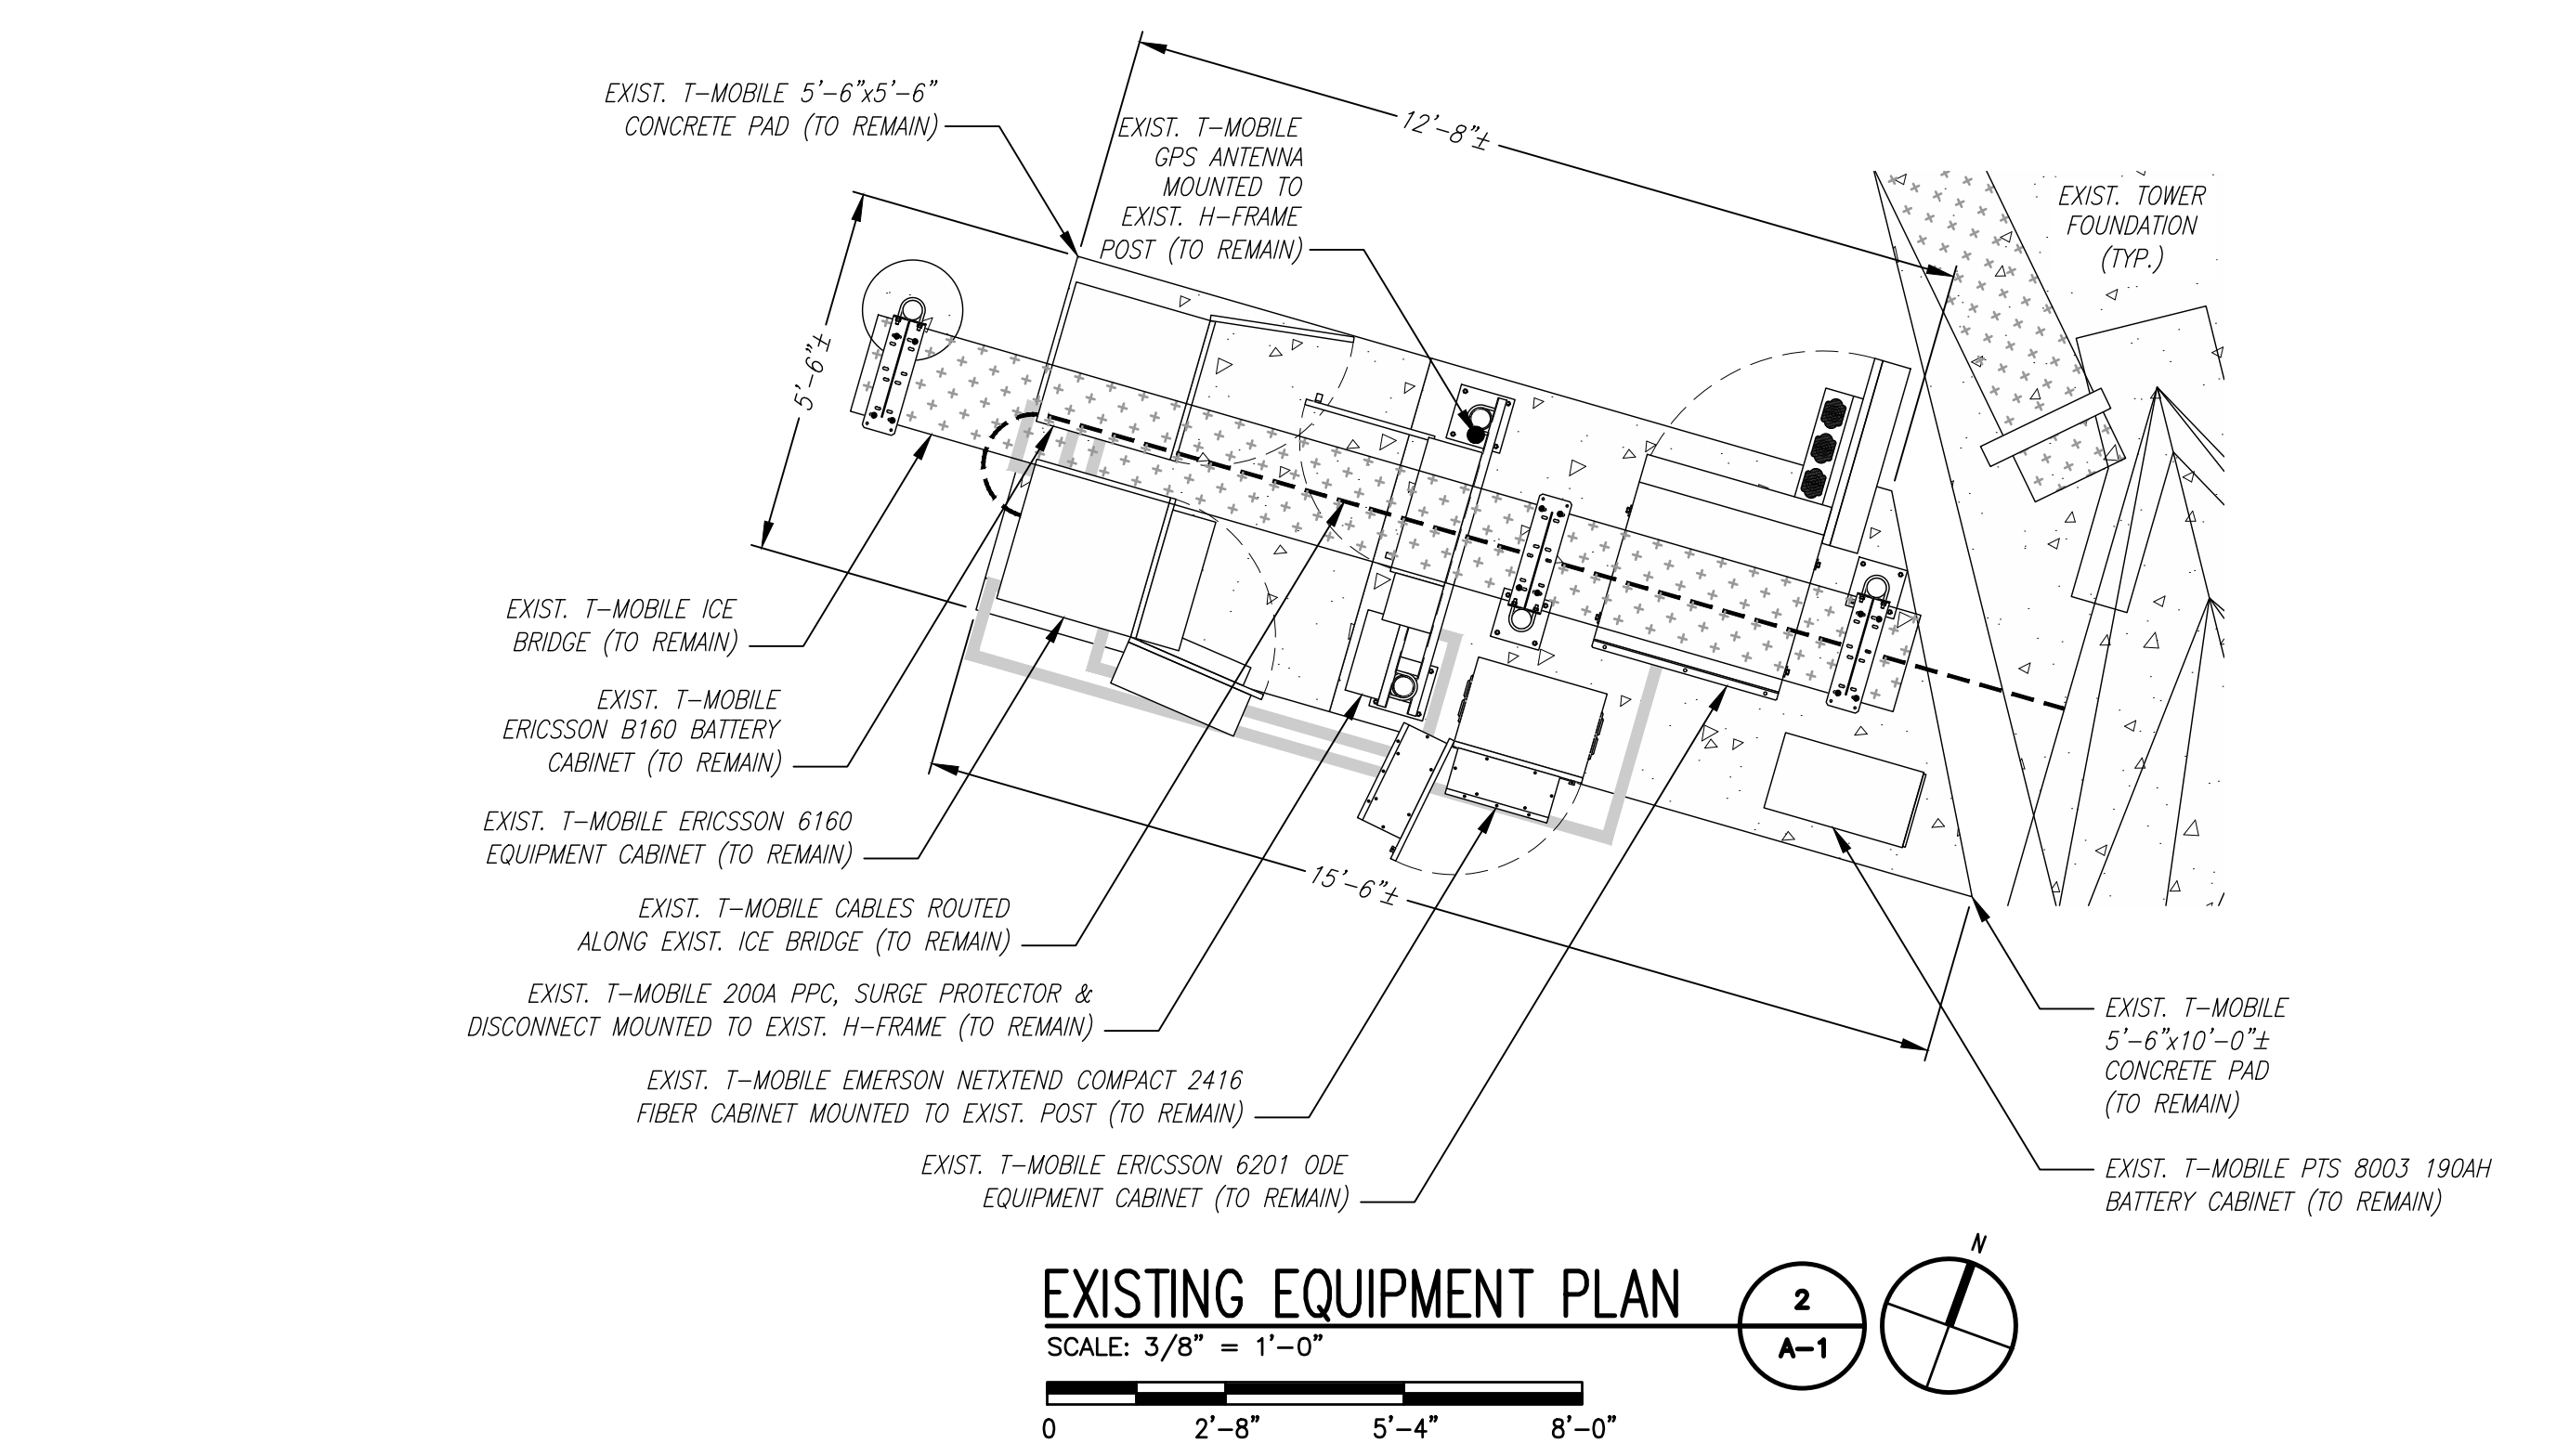 EXIST. T-MOBILE 5'-6"x5'-6"
CONCRETE PAD (TO REMAIN)
12'-8"±
EXIST. T-MOBILE
GPS ANTENNA
MOUNTED TO
EXIST. H-FRAME
POST (TO REMAIN)
EXIST. TOWER
FOUNDATION
(TYP.)
5'-6"±
EXIST. T-MOBILE ICE
BRIDGE (TO REMAIN)
EXIST. T-MOBILE
ERICSSON B160 BATTERY
CABINET (TO REMAIN)
EXIST. T-MOBILE ERICSSON 6160
EQUIPMENT CABINET (TO REMAIN)
15'-6"±
EXIST. T-MOBILE CABLES ROUTED
ALONG EXIST. ICE BRIDGE (TO REMAIN)
EXIST. T-MOBILE 200A PPC, SURGE PROTECTOR &
DISCONNECT MOUNTED TO EXIST. H-FRAME (TO REMAIN)
EXIST. T-MOBILE EMERSON NETXTEND COMPACT 2416
FIBER CABINET MOUNTED TO EXIST. POST (TO REMAIN)
EXIST. T-MOBILE ERICSSON 6201 ODE
EQUIPMENT CABINET (TO REMAIN)
EXIST. T-MOBILE
5'-6"x10'-0"±
CONCRETE PAD
(TO REMAIN)
EXIST. T-MOBILE PTS 8003 190AH
BATTERY CABINET (TO REMAIN)
EXISTING EQUIPMENT PLAN
SCALE: 3/8" = 1'-0"
2
A-1
N
0 2'-8" 5'-4" 8'-0"